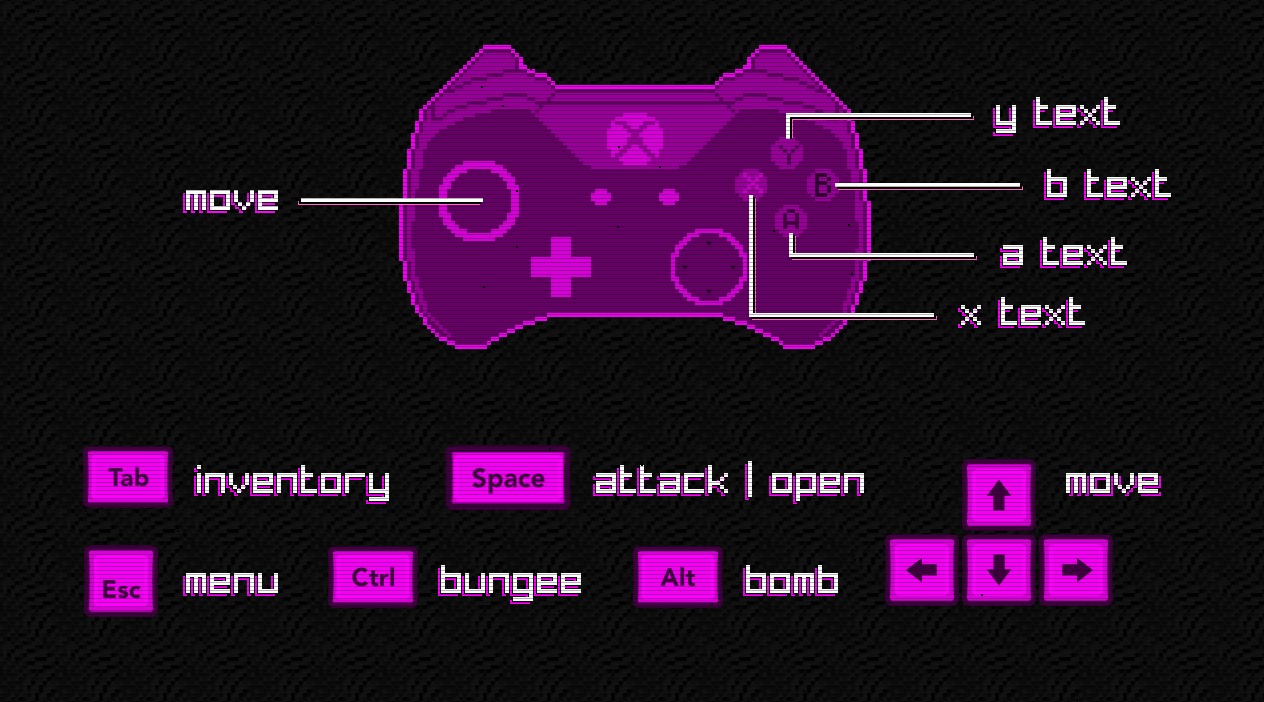 y text
Y
move
X
B
b text
A
a text
x text
Tab inventory Space attack | open move
Esc menu Ctrl bungee Alt bomb